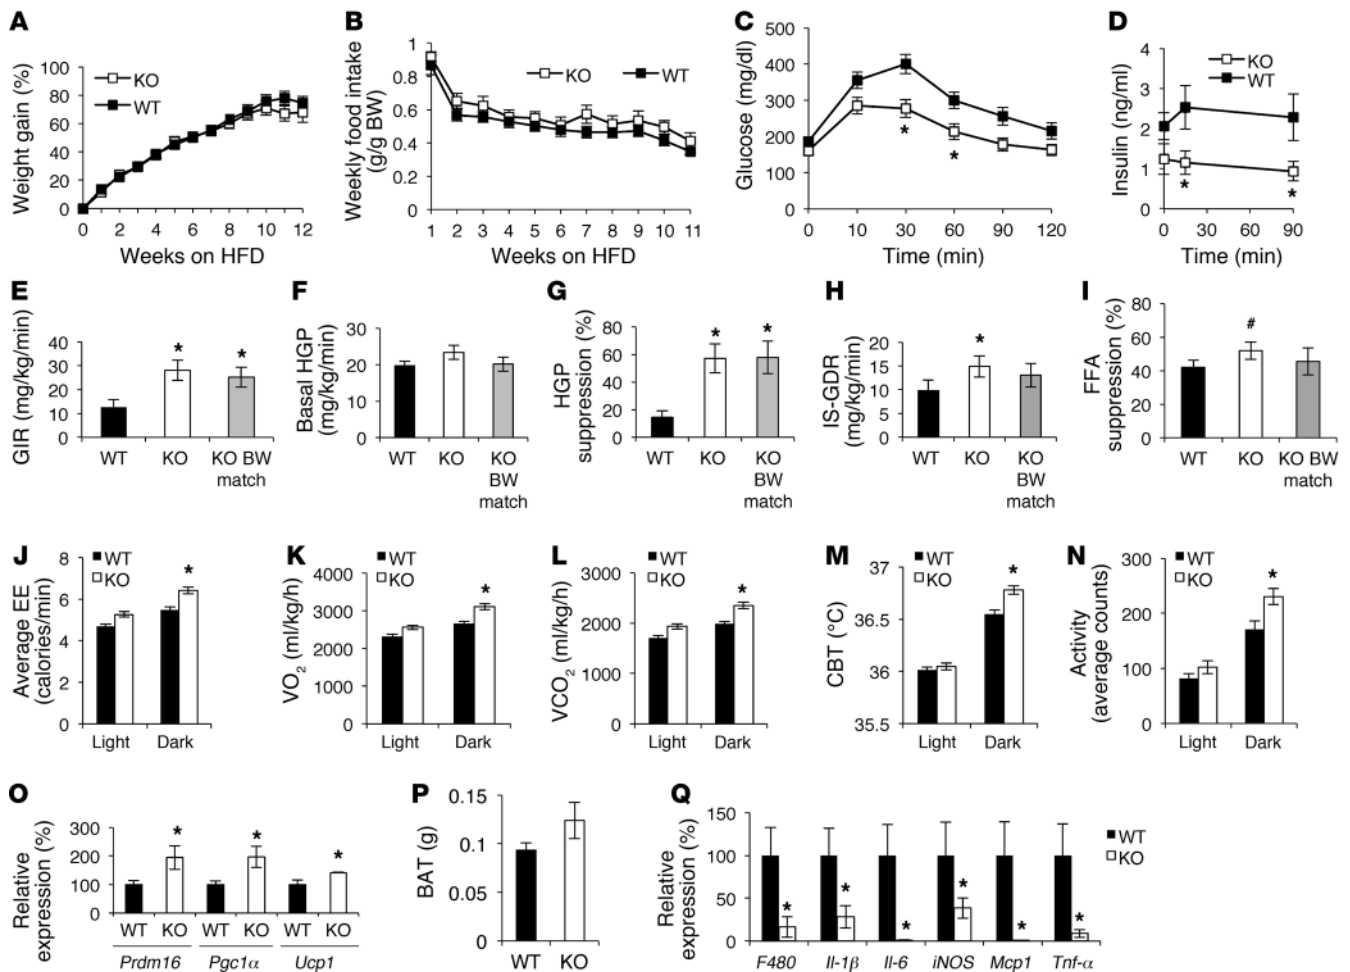 A
Weight gain (%)
100
80
60
40
20
0
KO
WT
0 2 4 6 8 10 12
Weeks on HFD
B
Weekly food intake
(g/g BW)
1
0.8
0.6
0.4
0.2
0
KO WT
1 2 3 4 5 6 7 8 9 10 11
Weeks on HFD
C
Glucose (mg/dl)
500
400
300
200
100
0
* *
0 10 30 60 90 120
Time (min)
D
Insulin (ng/ml)
4
3
2
1
0
KO
WT
* *
0 30 60 90
Time (min)
E
GIR (mg/kg/min)
40
30
20
10
0
* *
WT KO KO BW
match
F
Basal HGP
(mg/kg/min)
30
20
10
0
WT KO KO
BW
match
G
HGP
suppression (%)
80
60
40
20
0
* *
WT KO KO
BW
match
H
IS-GDR
(mg/kg/min)
20
15
10
5
0
*
WT KO KO
BW
match
I
FFA
suppression (%)
80
60
40
20
0
#
WT KO KO BW
match
J
Average EE
(calories/min)
8
6
4
2
0
WT
KO
*
Light Dark
K
VO2 (ml/kg/h)
4000
3000
2000
1000
0
WT
KO
*
Light Dark
L
VCO2 (ml/kg/h)
3000
2000
1000
0
WT
KO
*
Light Dark
M
CBT (°C)
37
36.5
36
35.5
WT
KO
*
Light Dark
N
Activity
(average counts)
300
200
100
0
WT
KO
*
Light Dark
O
Relative
expression (%)
300
200
100
0
* * *
WT KO WT KO WT KO
Prdm16 Pgc1α Ucp1
P
BAT (g)
0.15
0.1
0.05
0
WT KO
Q
Relative
expression (%)
150
100
50
0
* * * * * *
WT
KO
F480 Il-1β Il-6 iNOS Mcp1 Tnf-α